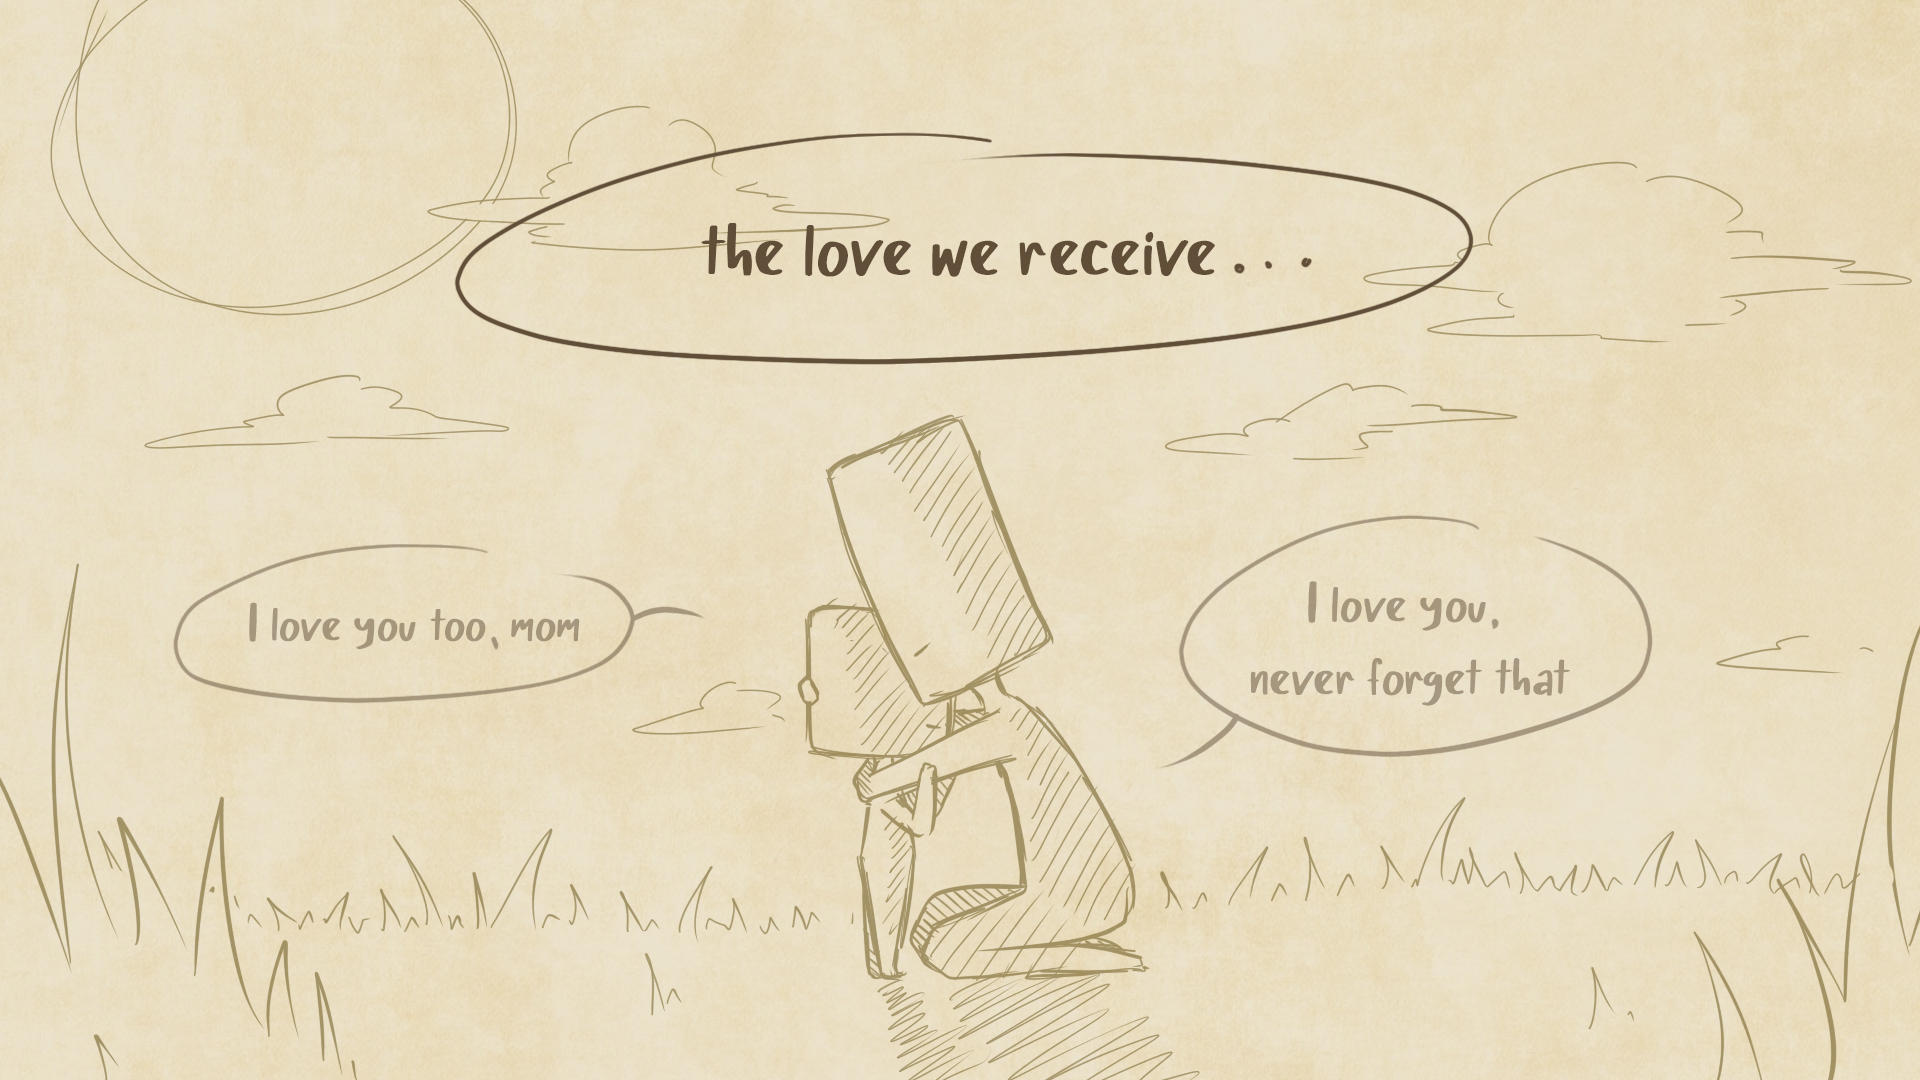 the love we receive . . .
I love you too, mom
I love you,
never forget that